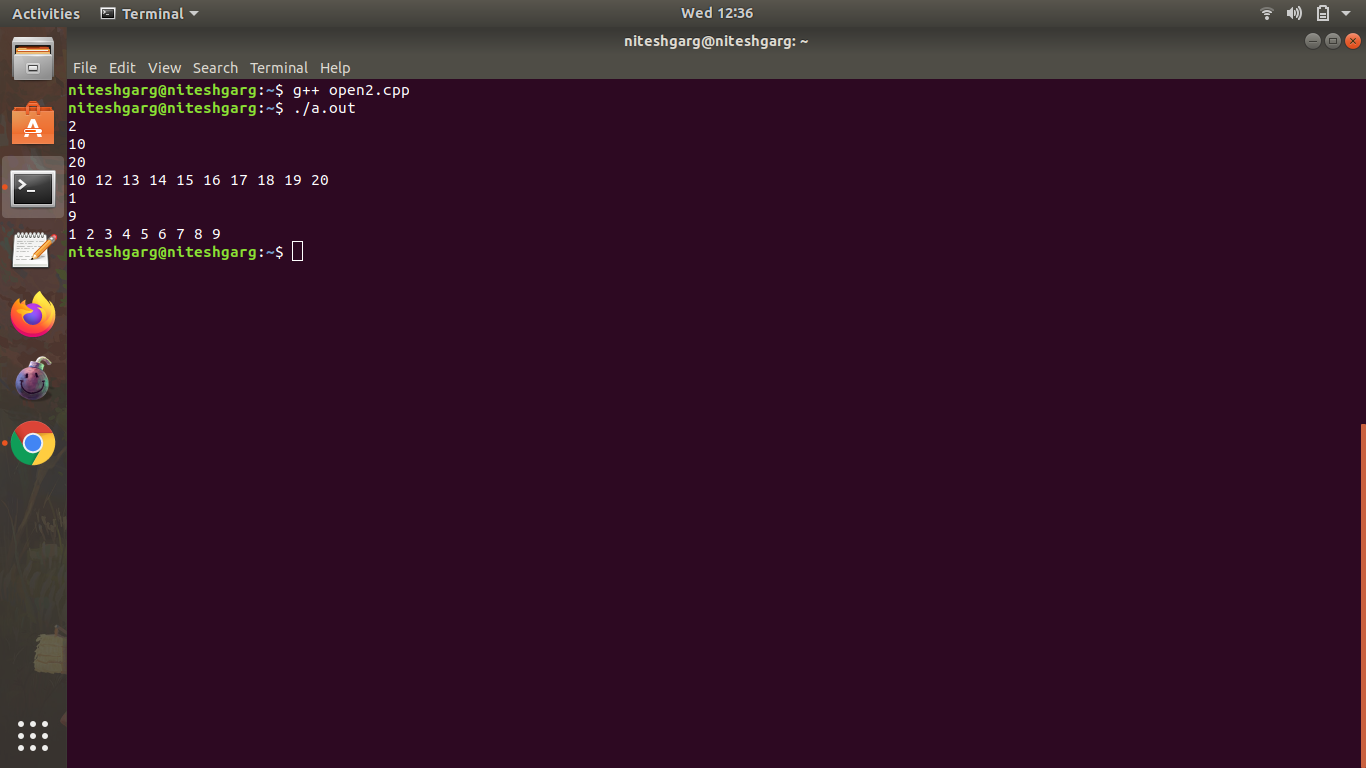 Activities Terminal Wed 12:36
niteshgarg@niteshgarg: ~
File Edit View Search Terminal Help
niteshgarg@niteshgarg:~$ g++ open2.cpp
niteshgarg@niteshgarg:~$ ./a.out
2
10
20
10 12 13 14 15 16 17 18 19 20
1
9
1 2 3 4 5 6 7 8 9
niteshgarg@niteshgarg:~$